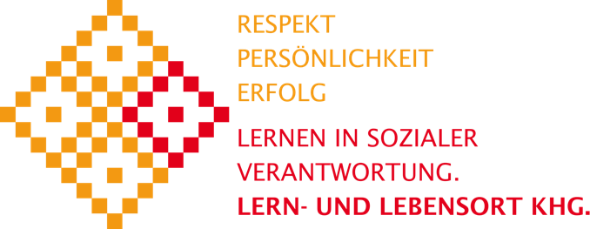 RESPEKT
PERSÖNLICHKEIT
ERFOLG
LERNEN IN SOZIALER
VERANTWORTUNG.
LERN- UND LEBENSORT KHG.